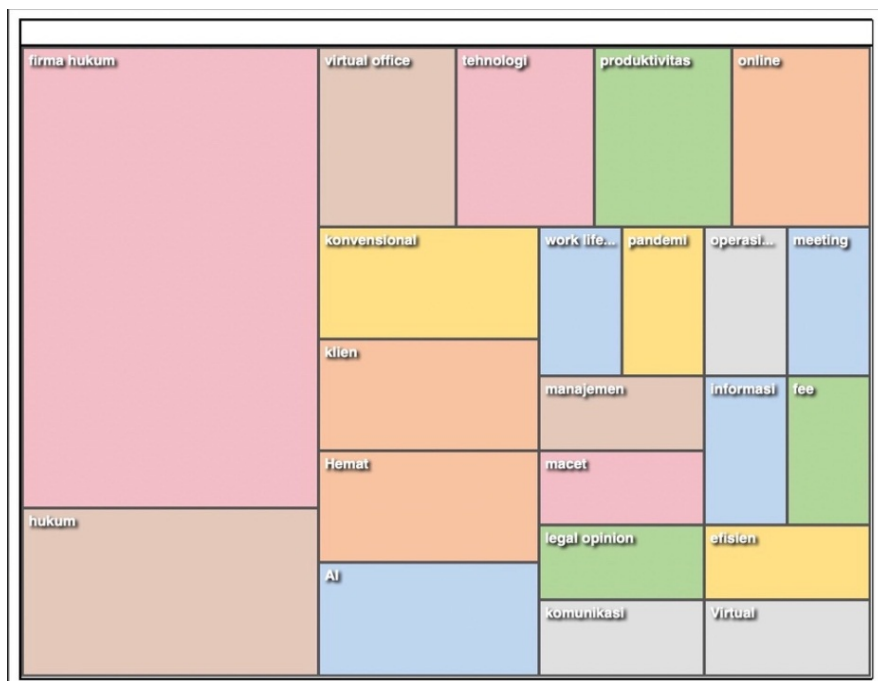 firma hukum
virtual office
tehnologi
produktivitas
online
konvensional
work life...
pandemi
operasi...
meeting
klien
manajemen
informasi
fee
Hemat
macet
hukum
legal opinion
efisien
AI
komunikasi
Virtual